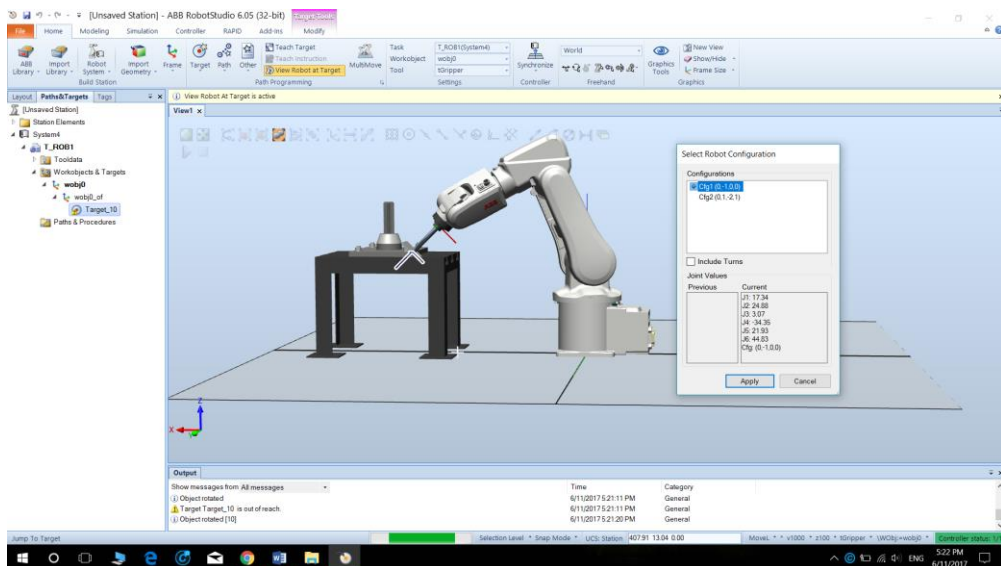 [Unsaved Station] - ABB RobotStudio 6.05 (32-bit) Target Tools
File Home Modeling Simulation Controller RAPID Add-Ins Modify
ABB Library Import Library Robot System Import Geometry Frame Target Path Other
Teach Target
Teach Instruction
View Robot at Target
MultiMove
Task T_ROB1(System4)
Workobject wobj0
Tool tGripper
Synchronize World Graphics Tools
New View
Show/Hide
Frame Size
Build Station Path Programming Settings Controller Freehand Graphics
Layout Paths&Targets Tags
View Robot At Target is active
[Unsaved Station]
Station Elements
System4
T_ROB1
Tooldata
Workobjects & Targets
wobj0
wobj0_of
Target_10
Paths & Procedures
View1
ABB
Z
X
Select Robot Configuration
Configurations
Cfg1 (0,-1,0,0)
Cfg2 (0,1,-2,1)
Include Turns
Joint Values
Previous Current
J1: 17.34
J2: 24.88
J3: 3.07
J4: -34.35
J5: 21.93
J6: 44.83
Cfg: (0,-1,0,0)
Apply Cancel
Output
Show messages from All messages Time Category
Object rotated 6/11/2017 5:21:11 PM General
Target Target_10 is out of reach. 6/11/2017 5:21:11 PM General
Object rotated [10] 6/11/2017 5:21:20 PM General
Jump To Target Selection Level Snap Mode UCS: Station 407.91 13.04 0.00 MoveL * v1000 * z100 * tGripper * \WObj:=wobj0 Controller status: 1/1
ENG 5:22 PM
6/11/2017